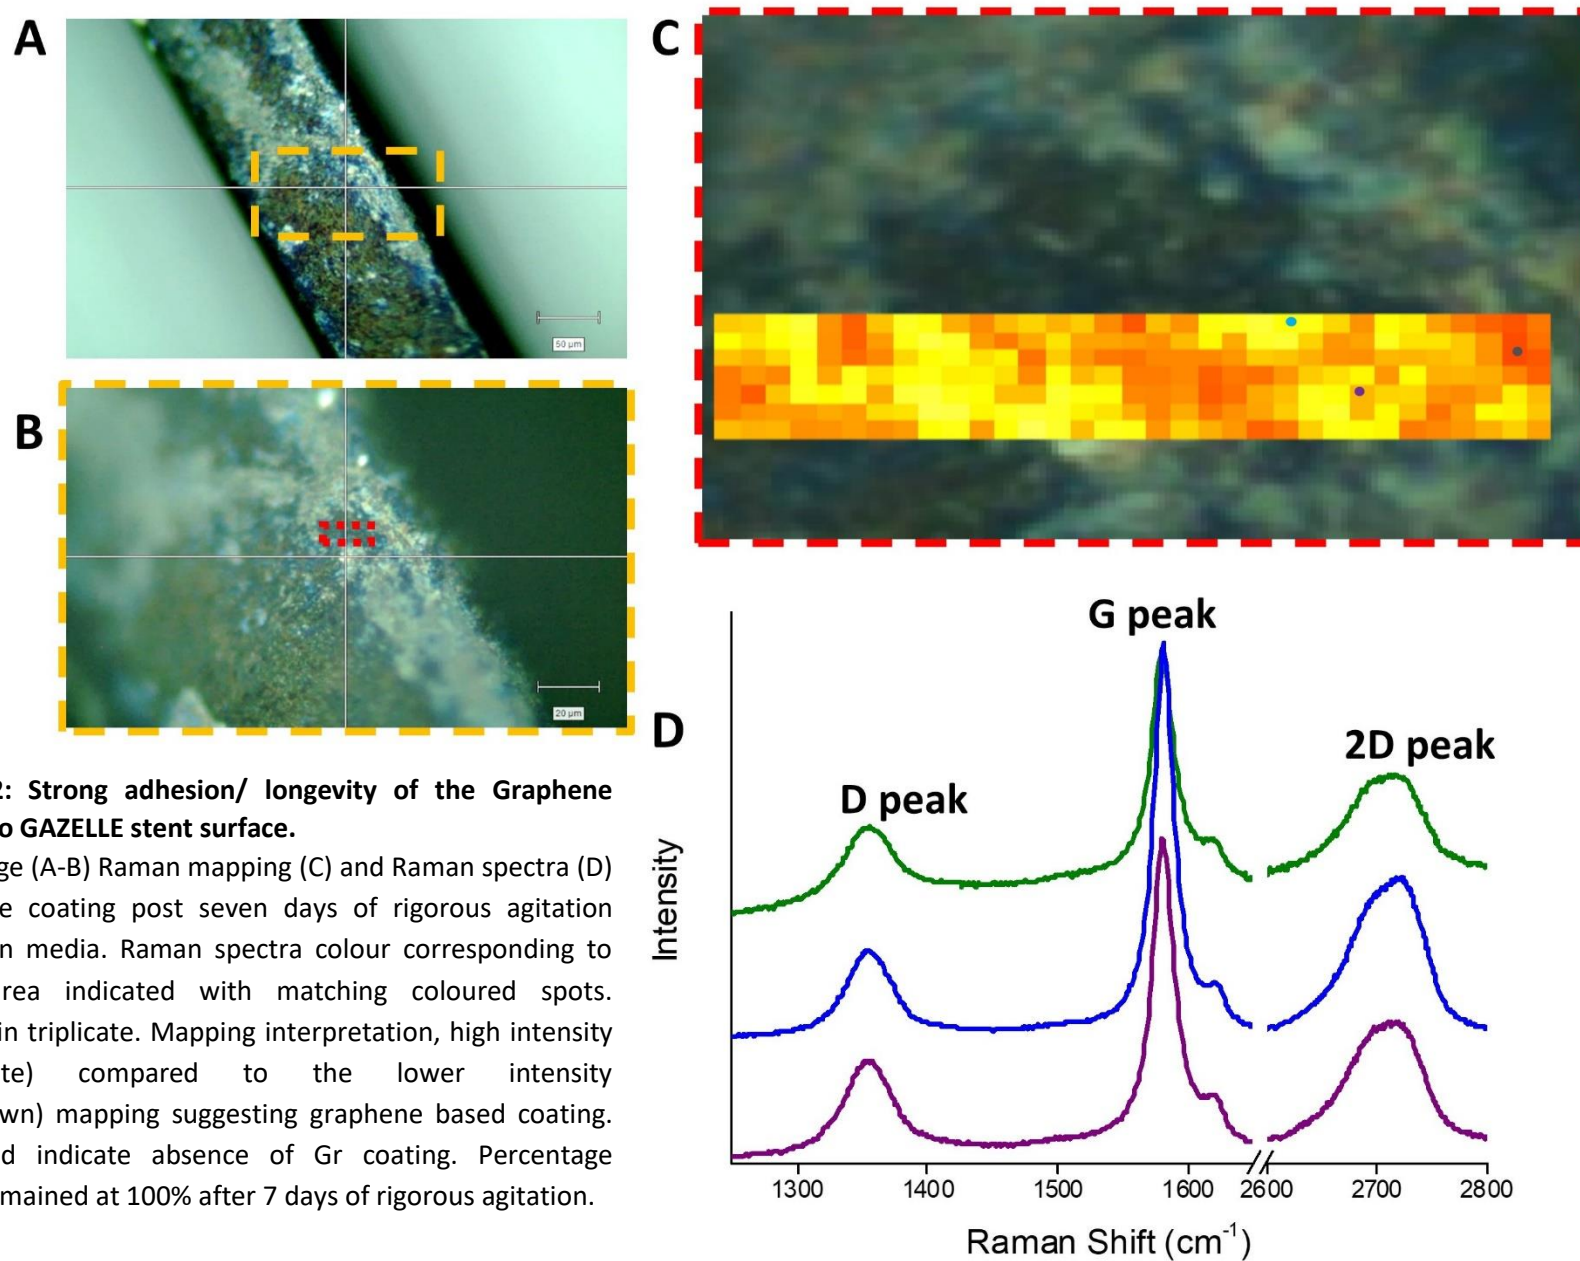 A
50 µm
B
20 µm
2: Strong adhesion/ longevity of the Graphene
o GAZELLE stent surface.
ge (A-B) Raman mapping (C) and Raman spectra (D)
e coating post seven days of rigorous agitation
n media. Raman spectra colour corresponding to
rea indicated with matching coloured spots.
in triplicate. Mapping interpretation, high intensity
te) compared to the lower intensity
wn) mapping suggesting graphene based coating.
d indicate absence of Gr coating. Percentage
mained at 100% after 7 days of rigorous agitation.
C
D
G peak
2D peak
D peak
Intensity
1300 1400 1500 1600 2600 2700 2800
Raman Shift (cm⁻¹)